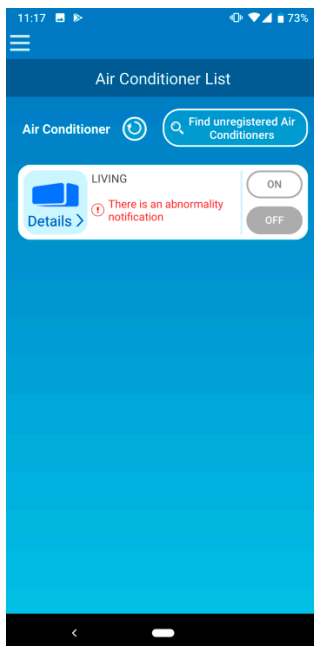 11:17 73%
Air Conditioner List
Air Conditioner
Find unregistered Air
Conditioners
LIVING
There is an abnormality
notification
Details
ON
OFF